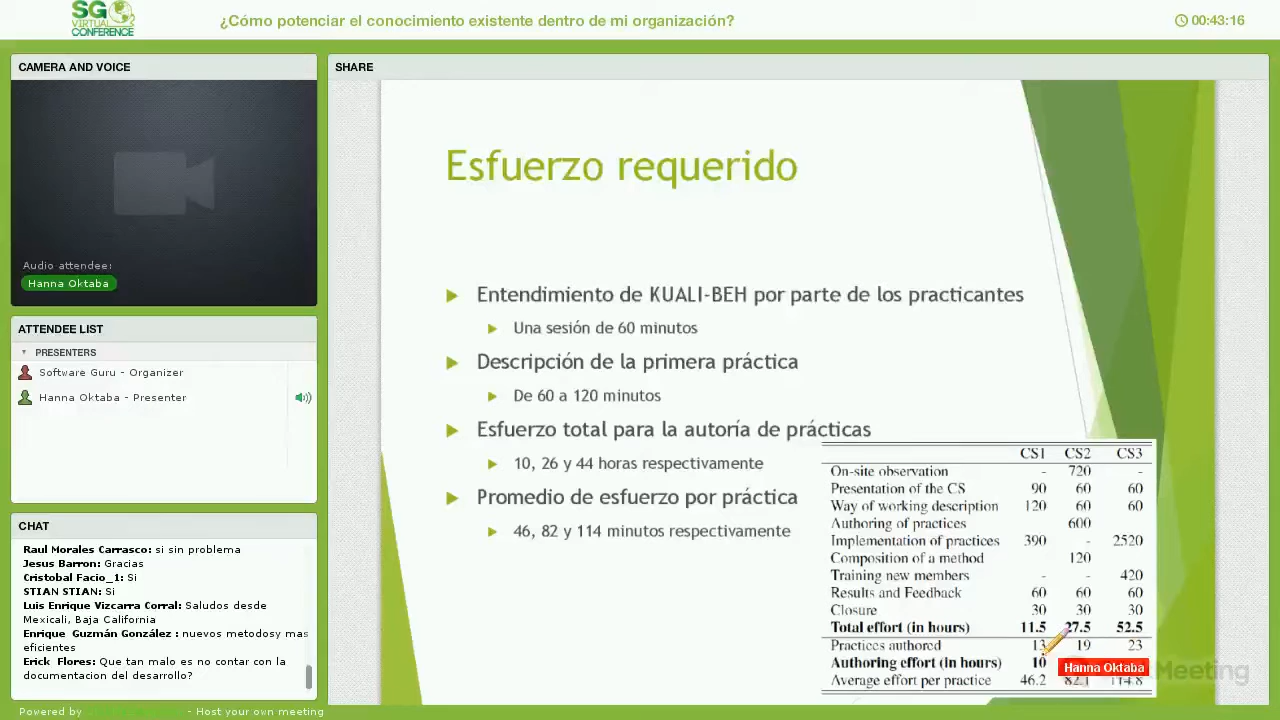 SG
VIRTUAL
CONFERENCE
¿Cómo potenciar el conocimiento existente dentro de mi organización?
00:43:16
CAMERA AND VOICE
Audio attendee:
Hanna Oktaba
ATTENDEE LIST
PRESENTERS
Software Guru - Organizer
Hanna Oktaba - Presenter
CHAT
Raul Morales Carrasco: si sin problema
Jesus Barron: Gracias
Cristobal Facio_1: Si
STIAN STIAN: Si
Luis Enrique Vizcarra Corral: Saludos desde
Mexicali, Baja California
Enrique Guzmán González : nuevos metodosy mas
eficientes
Erick Flores: Que tan malo es no contar con la
documentacion del desarrollo?
Powered by - Host your own meeting
SHARE
Esfuerzo requerido
Entendimiento de KUALI-BEH por parte de los practicantes
Una sesión de 60 minutos
Descripción de la primera práctica
De 60 a 120 minutos
Esfuerzo total para la autoría de prácticas
10, 26 y 44 horas respectivamente
Promedio de esfuerzo por práctica
46, 82 y 114 minutos respectivamente
CS1 CS2 CS3
On-site observation - 720 -
Presentation of the CS 90 60 60
Way of working description 120 60 60
Authoring of practices 600
Implementation of practices 390 - 2520
Composition of a method 120
Training new members - - 420
Results and Feedback 60 60 60
Closure 30 30 30
Total effort (in hours) 11.5 27.5 52.5
Practices authored 13 19 23
Authoring effort (in hours) 10
Average effort per practice 46.2 82.1 114.8
Hanna Oktaba
Meeting